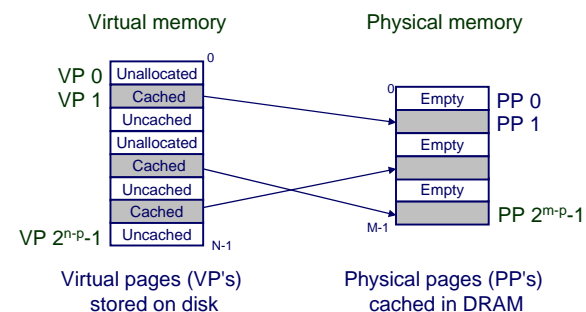 Virtual memory
Physical memory
0
VP 0 Unallocated
VP 1 Cached
Uncached
Unallocated
Cached
Uncached
Cached
VP 2ⁿ⁻ᵖ-1 Uncached
N-1
0
Empty PP 0
PP 1
Empty
Empty
PP 2ᵐ⁻ᵖ-1
M-1
Virtual pages (VP's)
stored on disk
Physical pages (PP's)
cached in DRAM